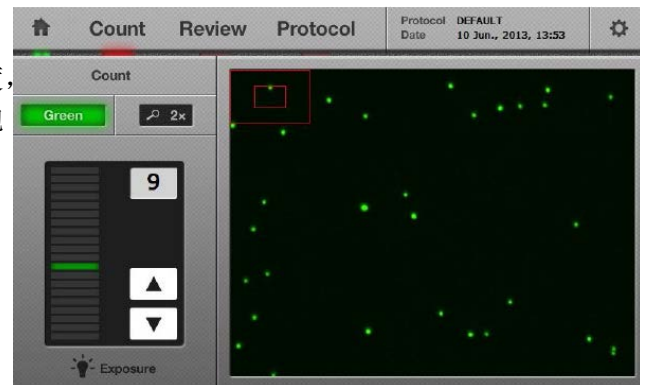 Count Review Protocol
Protocol DEFAULT
Date 10 Jun., 2013, 13:53
Count
Green 2x
9
Exposure